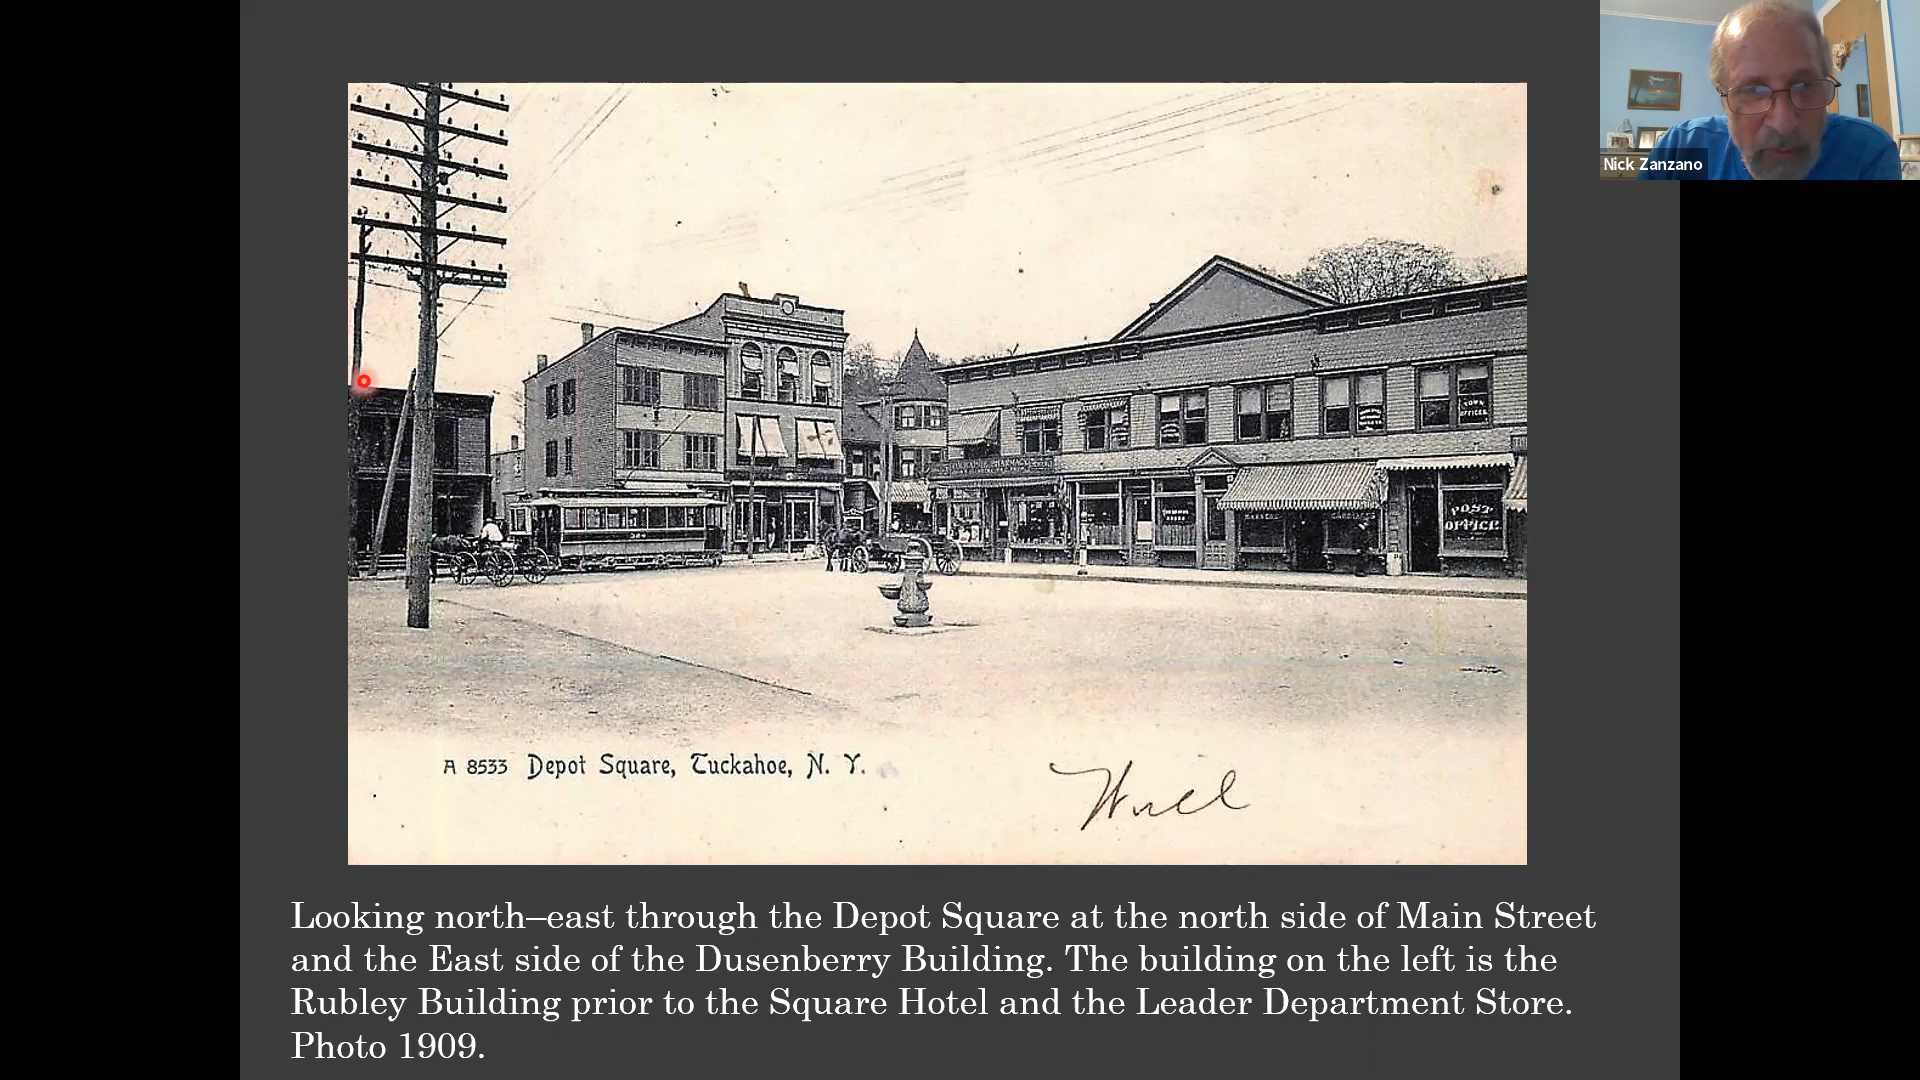 Nick Zanzano
TOWN
OFFICES
POST
OFFICE
A 8533 Depot Square, Tuckahoe, N. Y.
Looking north–east through the Depot Square at the north side of Main Street
and the East side of the Dusenberry Building. The building on the left is the
Rubley Building prior to the Square Hotel and the Leader Department Store.
Photo 1909.